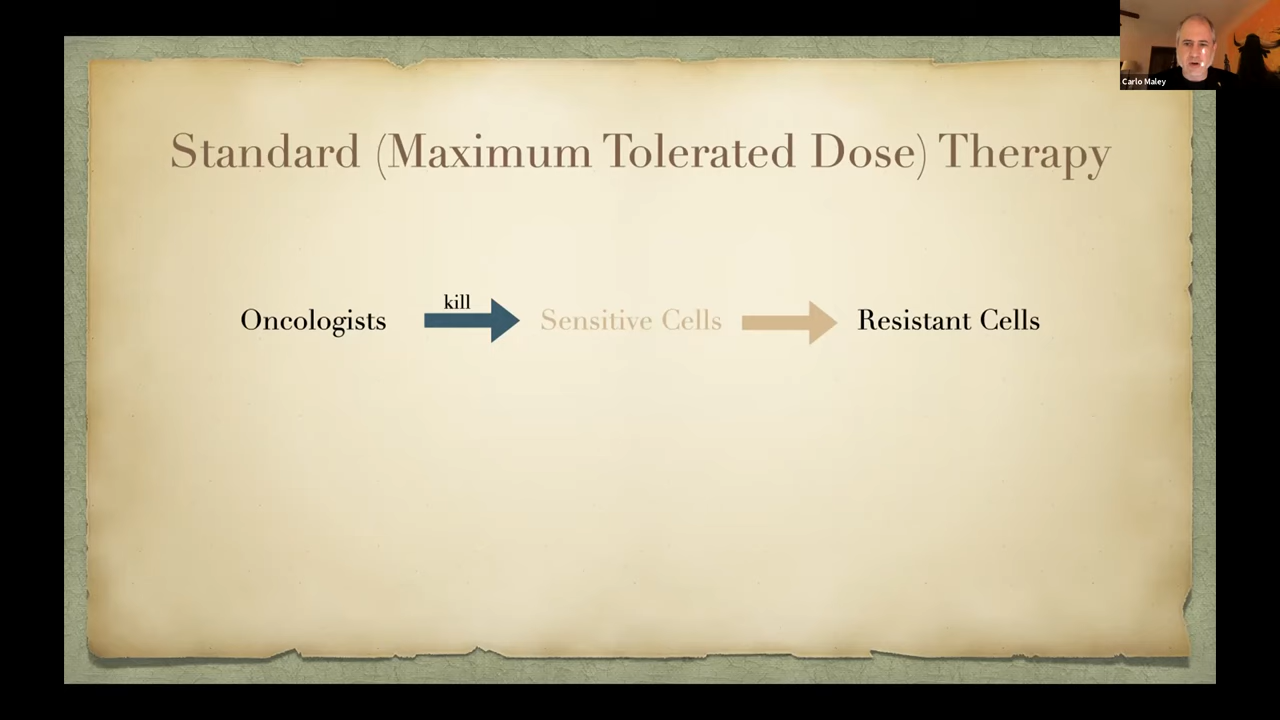 Carlo Maley
Standard (Maximum Tolerated Dose) Therapy
kill
Oncologists Sensitive Cells Resistant Cells